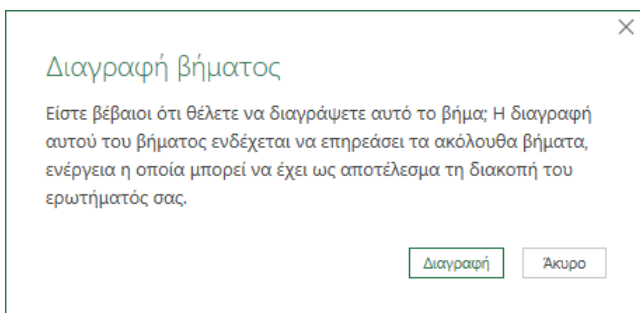 Διαγραφή βήματος
Είστε βέβαιοι ότι θέλετε να διαγράψετε αυτό το βήμα; Η διαγραφή
αυτού του βήματος ενδέχεται να επηρεάσει τα ακόλουθα βήματα,
ενέργεια η οποία μπορεί να έχει ως αποτέλεσμα τη διακοπή του
ερωτήματός σας.
Διαγραφή Άκυρο